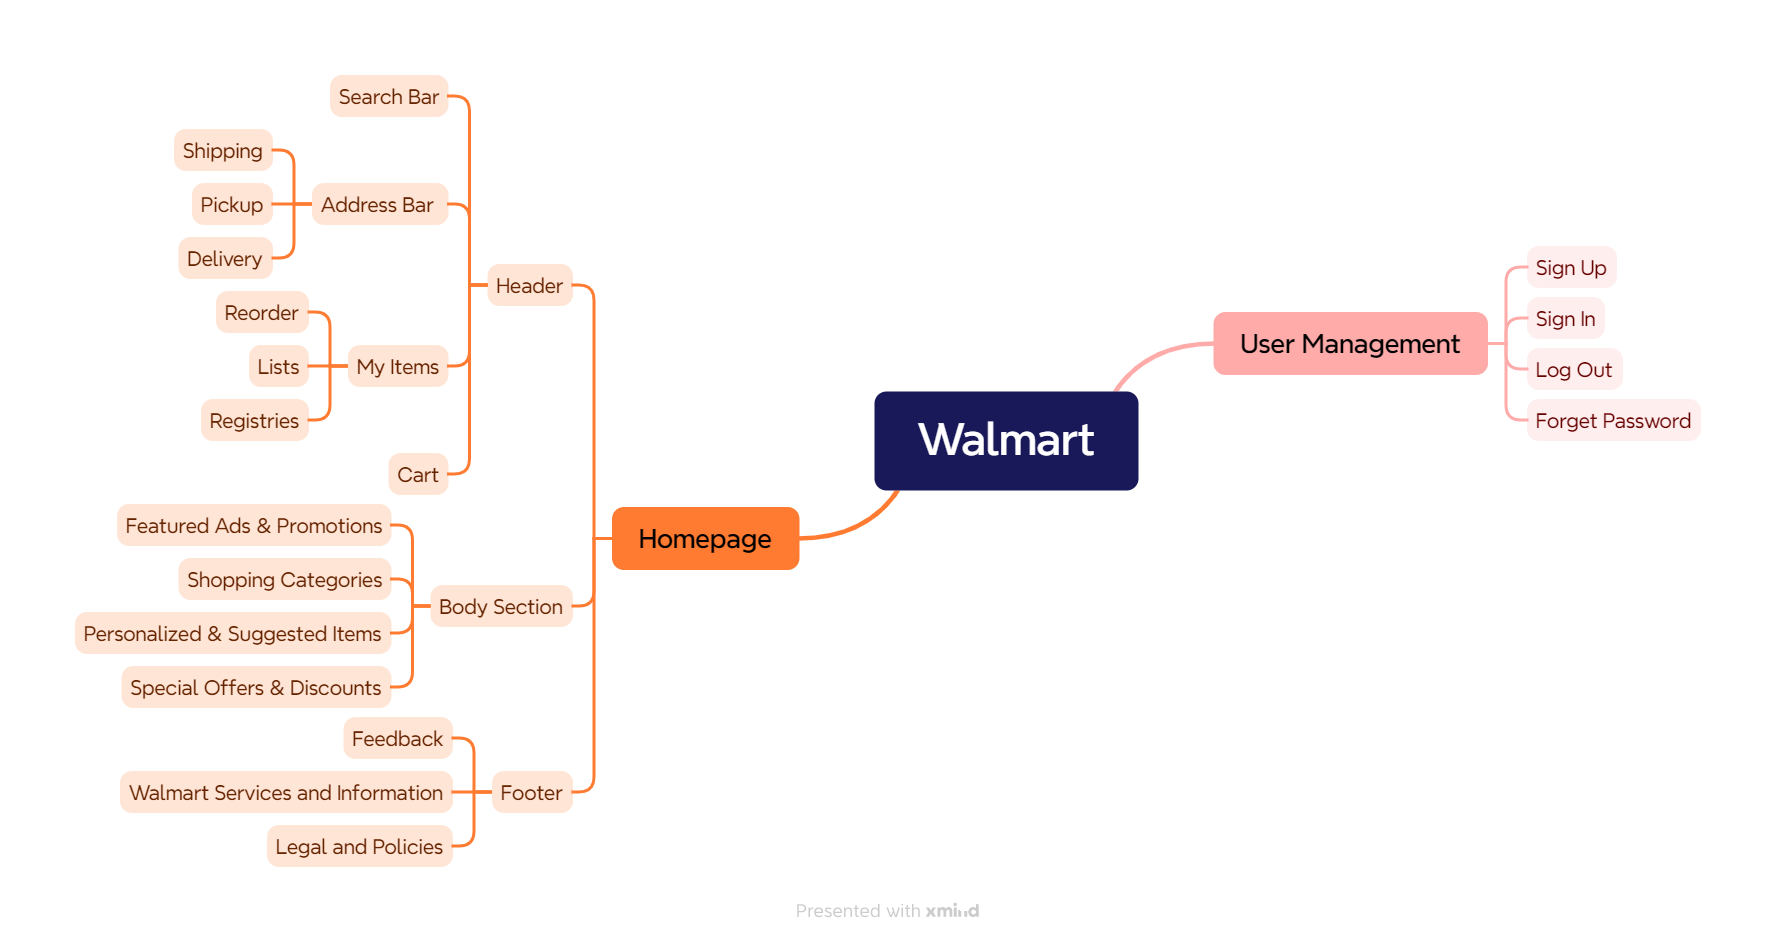 Walmart
User Management
Sign Up
Sign In
Log Out
Forget Password
Homepage
Header
Search Bar
Address Bar
Shipping
Pickup
Delivery
My Items
Reorder
Lists
Registries
Cart
Body Section
Featured Ads & Promotions
Shopping Categories
Personalized & Suggested Items
Special Offers & Discounts
Footer
Feedback
Walmart Services and Information
Legal and Policies
Presented with xmind